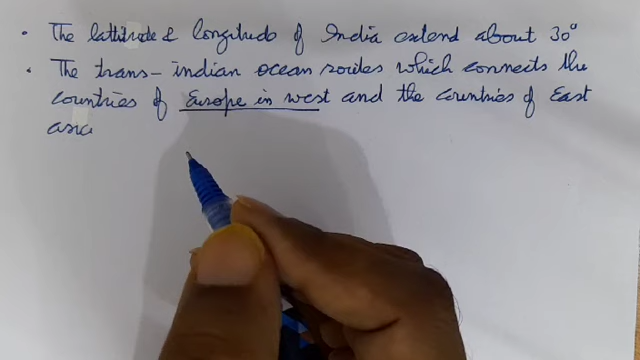 • The lattitude & longitude of India extend about 30°
• The trans-indian ocean routes which connects the
countries of Europe in west and the countries of East
asia